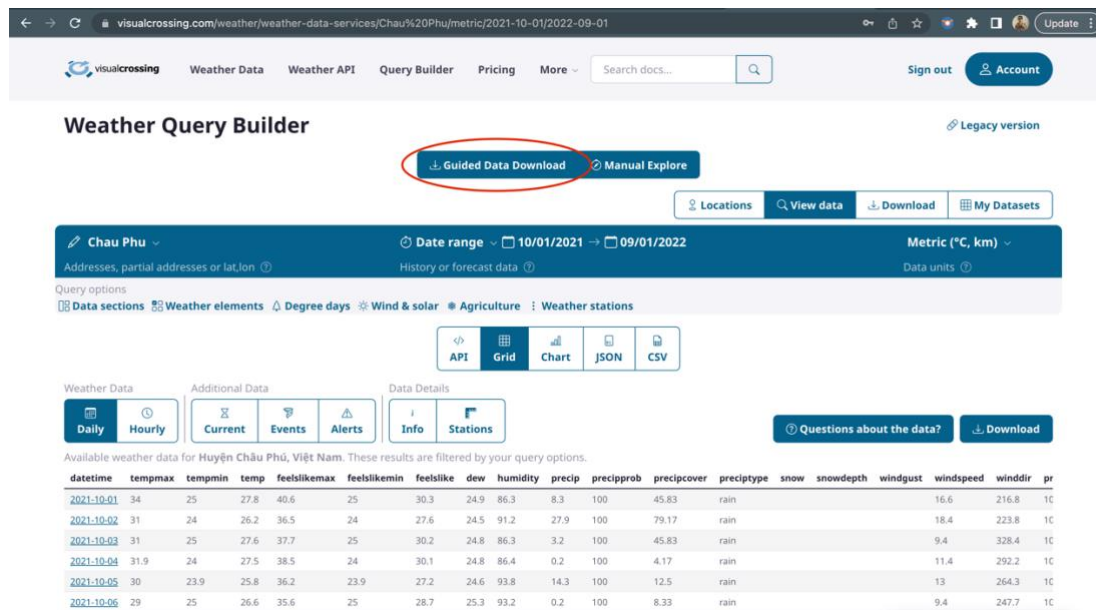 visualcrossing.com/weather/weather-data-services/Chau%20Phu/metric/2021-10-01/2022-09-01 Update
visualcrossing Weather Data Weather API Query Builder Pricing More Search docs... Sign out Account
Weather Query Builder
Legacy version
Guided Data Download Manual Explore
Locations View data Download My Datasets
Chau Phu Date range 10/01/2021 → 09/01/2022 Metric (°C, km)
Addresses, partial addresses or lat,lon History or forecast data Data units
Query options
Data sections Weather elements Degree days Wind & solar Agriculture Weather stations
API Grid Chart JSON CSV
Weather Data Additional Data Data Details
Daily Hourly Current Events Alerts Info Stations Questions about the data? Download
Available weather data for Huyện Châu Phú, Việt Nam. These results are filtered by your query options.
datetime tempmax tempmin temp feelslikemax feelslikemin feelslike dew humidity precip precipprob precipcover preciptype snow snowdepth windgust windspeed winddir pr
2021-10-01 34 25 27.8 40.6 25 30.3 24.9 86.3 8.3 100 45.83 rain 16.6 216.8 10
2021-10-02 31 24 26.2 36.5 24 27.6 24.5 91.2 27.9 100 79.17 rain 18.4 223.8 10
2021-10-03 31 25 27.6 37.7 25 30.2 24.8 86.3 3.2 100 45.83 rain 9.4 328.4 10
2021-10-04 31.9 24 27.5 38.5 24 30.1 24.8 86.4 0.2 100 4.17 rain 11.4 292.2 10
2021-10-05 30 23.9 25.8 36.2 23.9 27.2 24.6 93.8 14.3 100 12.5 rain 13 264.3 10
2021-10-06 29 25 26.6 35.6 25 28.7 25.3 93.2 0.2 100 8.33 rain 9.4 247.7 10